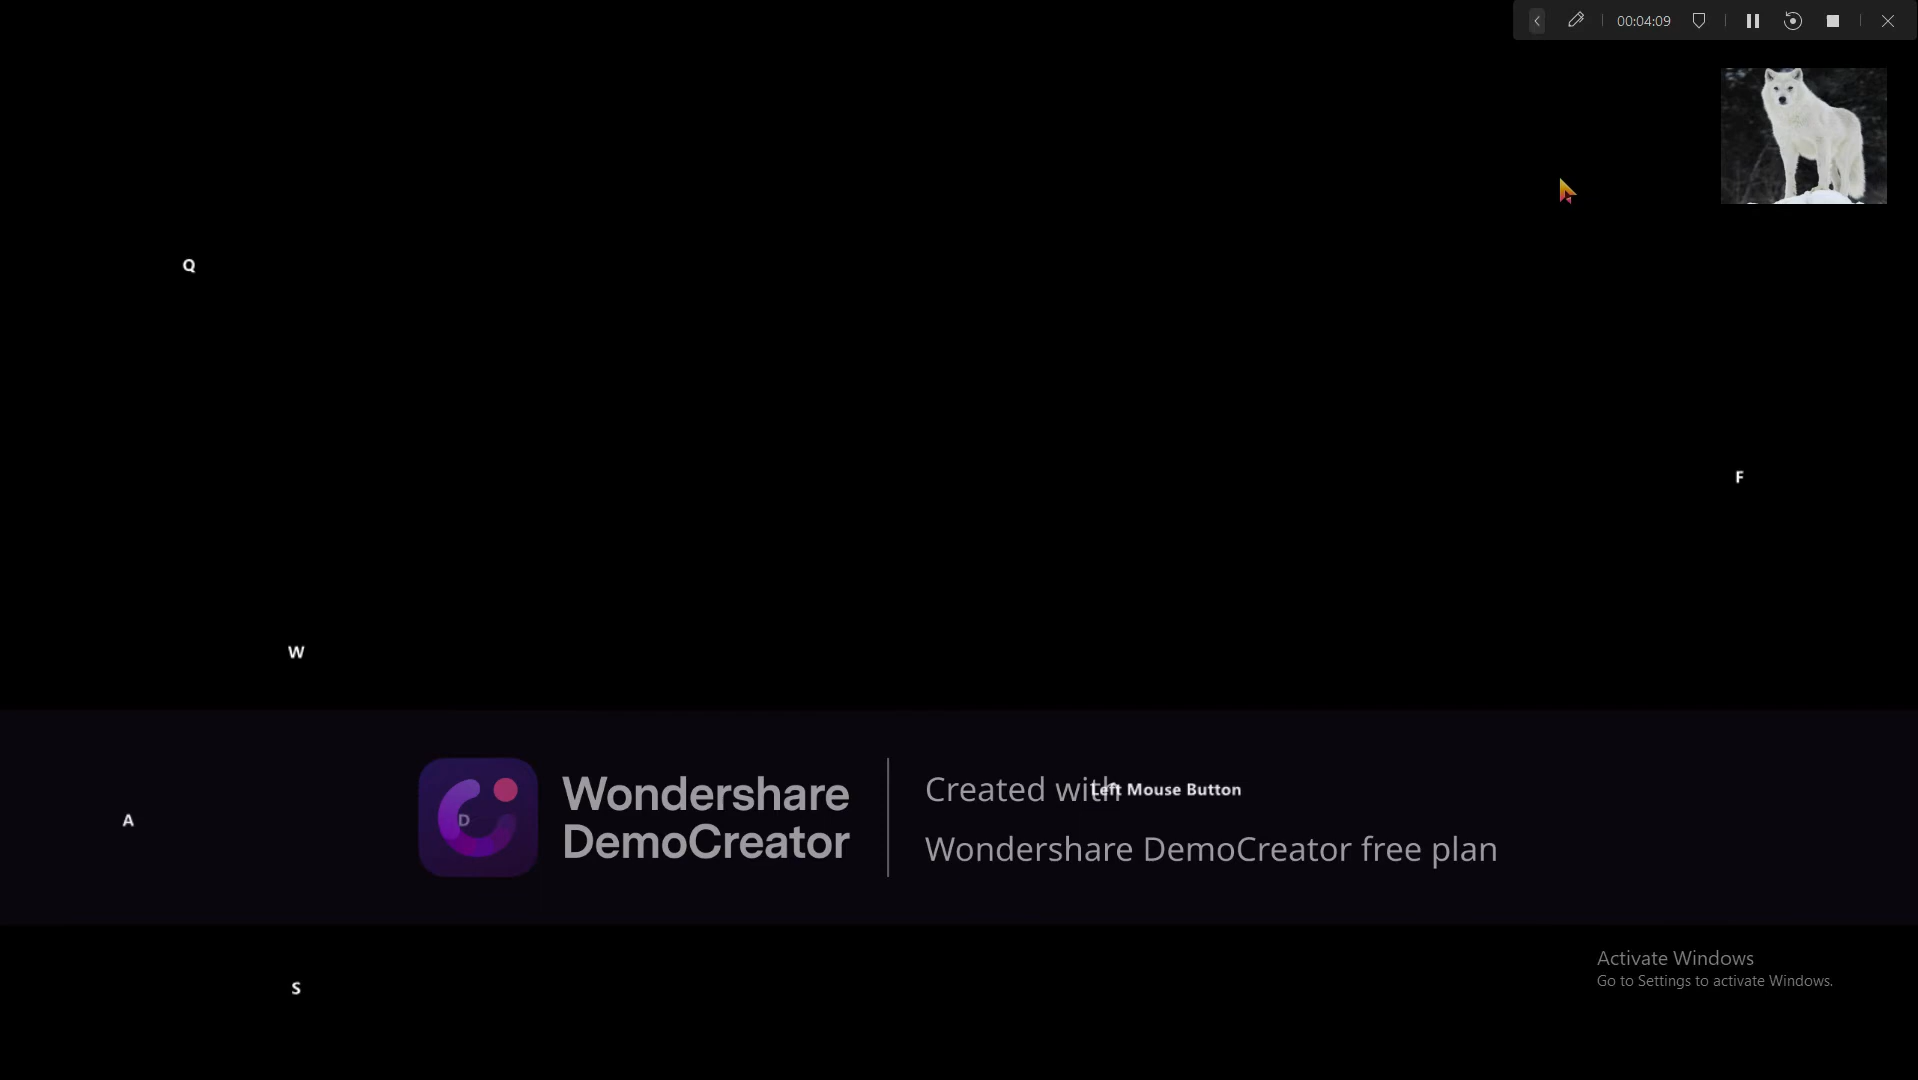 00:04:09
Q
F
W
Wondershare
DemoCreator
Created with
Wondershare DemoCreator free plan
Left Mouse Button
A
D
S
Activate Windows
Go to Settings to activate Windows.